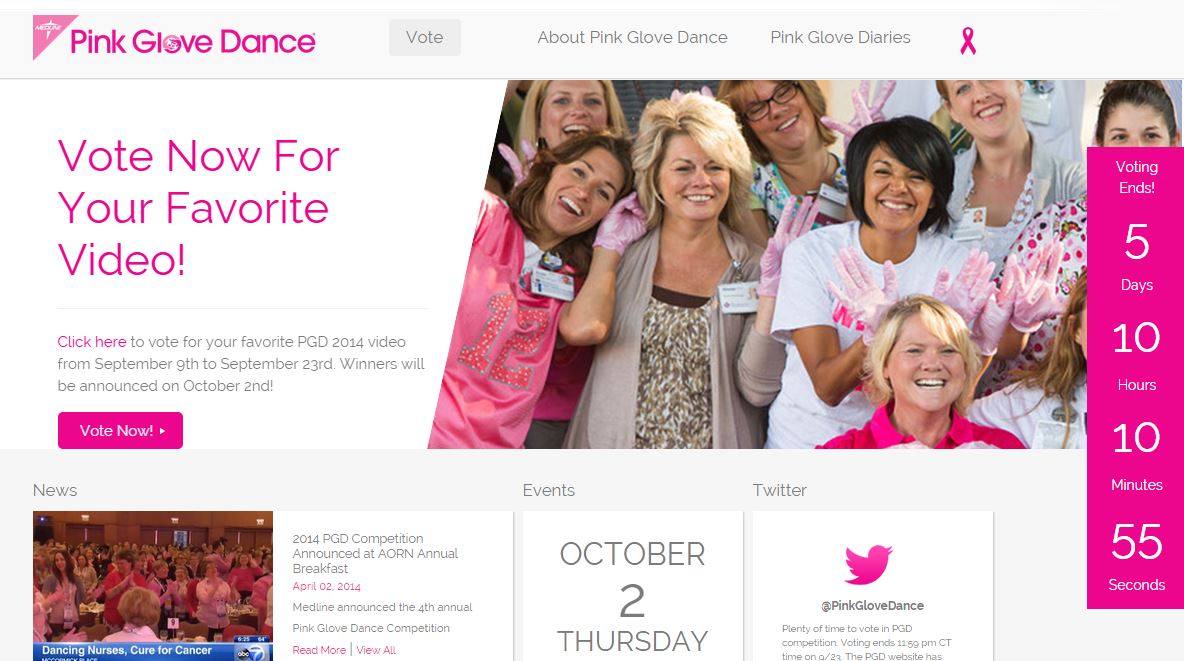 MEDLINE
Pink Glove Dance
Vote
About Pink Glove Dance
Pink Glove Diaries
Vote Now For
Your Favorite
Video!
Click here to vote for your favorite PGD 2014 video
from September 9th to September 23rd. Winners will
be announced on October 2nd!
Vote Now!
12
Voting
Ends!
5
Days
10
Hours
10
Minutes
55
Seconds
News
9
6:25 64°
Dancing Nurses, Cure for Cancer
McCORMICK PLACE
abc 7
2014 PGD Competition
Announced at AORN Annual
Breakfast
April 02, 2014
Medline announced the 4th annual
Pink Glove Dance Competition
Read More | View All
Events
OCTOBER
2
THURSDAY
Twitter
@PinkGloveDance
Plenty of time to vote in PGD
competition. Voting ends 11:59 pm CT
time on 9/23. The PGD website has